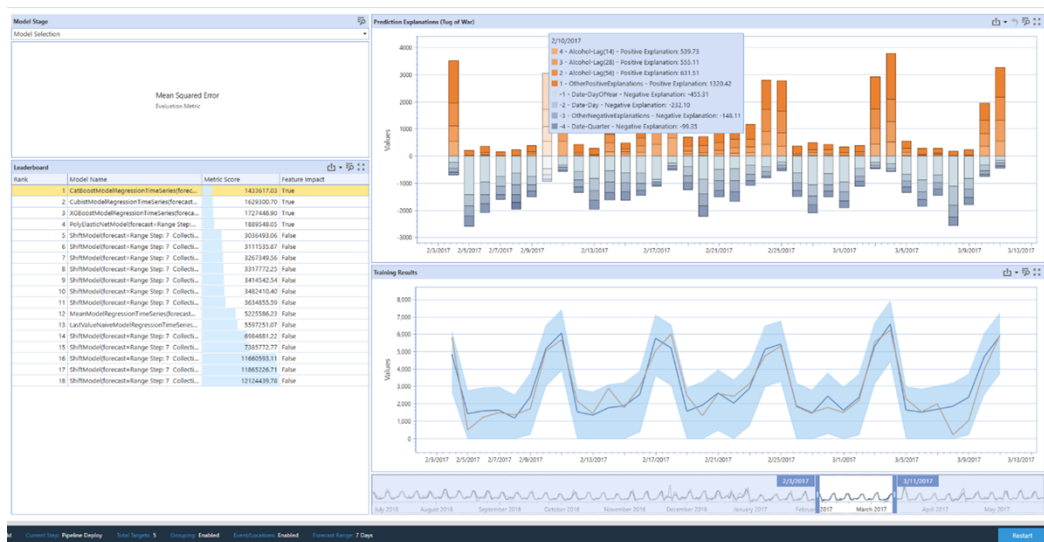 Model Stage
Model Selection
Mean Squared Error
Evaluation Metric
Leaderboard
Rank Model Name Metric Score Feature Impact
1 CatBoostModelRegressionTimeSeries(forec... 1433617.03 True
2 CubistModelRegressionTimeSeries(forecast... 1629300.70 True
3 XGBoostModelRegressionTimeSeries(foreca... 1727448.90 True
4 PolyElasticNetModel(forecast=Range Step:... 1889548.05 True
5 ShiftModel(forecast=Range Step: 7 Collecti... 3036493.06 False
6 ShiftModel(forecast=Range Step: 7 Collecti... 3111535.87 False
7 ShiftModel(forecast=Range Step: 7 Collecti... 3267349.56 False
8 ShiftModel(forecast=Range Step: 7 Collecti... 3317772.25 False
9 ShiftModel(forecast=Range Step: 7 Collecti... 3414542.54 False
10 ShiftModel(forecast=Range Step: 7 Collecti... 3482410.40 False
11 ShiftModel(forecast=Range Step: 7 Collecti... 3634855.59 False
12 MeanModelRegressionTimeSeries(forecast... 5225586.23 False
13 LastValueNaiveModelRegressionTimeSeries... 5597251.07 False
14 ShiftModel(forecast=Range Step: 7 Collecti... 6664681.22 False
15 ShiftModel(forecast=Range Step: 7 Collecti... 7385772.77 False
16 ShiftModel(forecast=Range Step: 7 Collecti... 11660593.11 False
17 ShiftModel(forecast=Range Step: 7 Collecti... 11865226.71 False
18 ShiftModel(forecast=Range Step: 7 Collecti... 12124439.78 False
Prediction Explanations (Tug of War)
2/10/2017
4 - Alcohol-Lag(14) - Positive Explanation: 539.73
3 - Alcohol-Lag(28) - Positive Explanation: 555.11
2 - Alcohol-Lag(56) - Positive Explanation: 631.51
1 - OtherPositiveExplanations - Positive Explanation: 1320.42
-1 - Date-DayOfYear - Negative Explanation: -455.31
-2 - Date-Day - Negative Explanation: -232.10
-3 - OtherNegativeExplanations - Negative Explanation: -148.11
-4 - Date-Quarter - Negative Explanation: -99.35
Values
4000
3000
2000
1000
0
-1000
-2000
-3000
2/3/2017 2/5/2017 2/7/2017 2/9/2017 2/13/2017 2/17/2017 2/21/2017 2/25/2017 3/1/2017 3/5/2017 3/9/2017 3/13/2017
Training Results
Values
8,000
7,000
6,000
5,000
4,000
3,000
2,000
1,000
0
2/3/2017 2/5/2017 2/7/2017 2/9/2017 2/13/2017 2/17/2017 2/21/2017 2/25/2017 3/1/2017 3/5/2017 3/9/2017 3/13/2017
2/3/2017 3/11/2017
July 2016 August 2016 September 2016 October 2016 November 2016 December 2016 January 2017 Februar 2017 March 2017 April 2017 May 2017
M Current Step: Pipeline Deploy Total Targets: 5 Grouping: Enabled Event/Locations: Enabled Forecast Range: 7 Days Restart